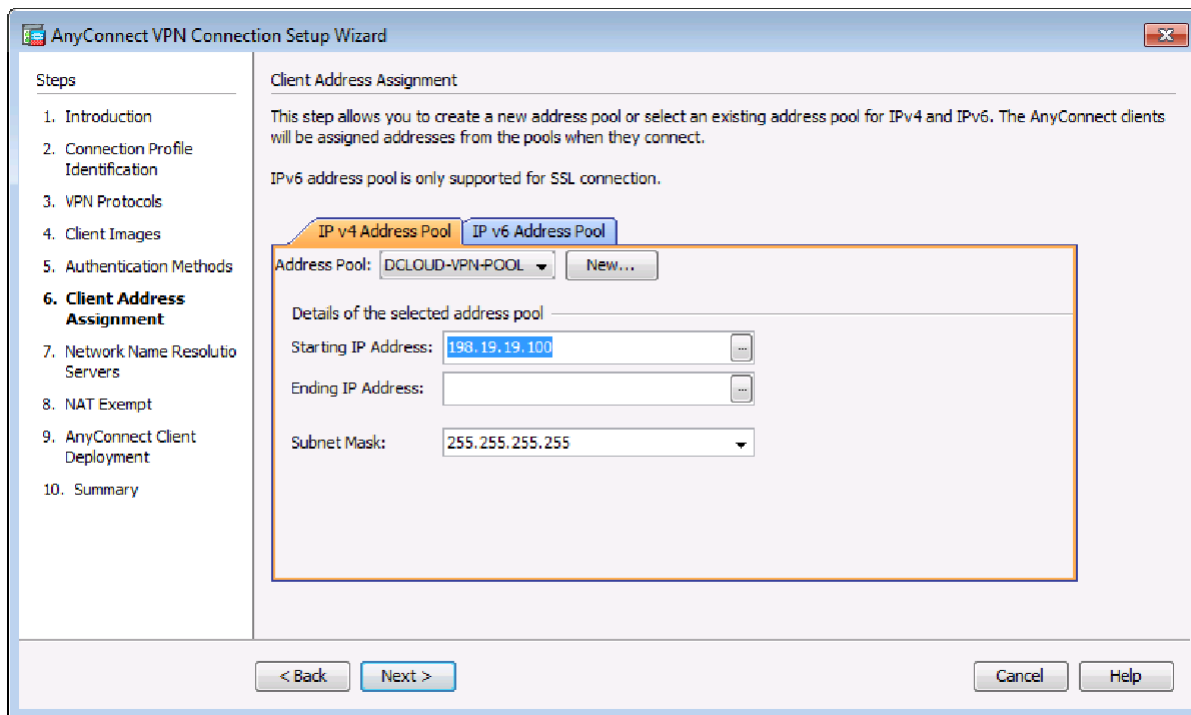 AnyConnect VPN Connection Setup Wizard
Steps
1. Introduction
2. Connection Profile
Identification
3. VPN Protocols
4. Client Images
5. Authentication Methods
6. Client Address
Assignment
7. Network Name Resolutio
Servers
8. NAT Exempt
9. AnyConnect Client
Deployment
10. Summary
Client Address Assignment
This step allows you to create a new address pool or select an existing address pool for IPv4 and IPv6. The AnyConnect clients
will be assigned addresses from the pools when they connect.
IPv6 address pool is only supported for SSL connection.
IP v4 Address Pool IP v6 Address Pool
Address Pool: DCLOUD-VPN-POOL New...
Details of the selected address pool
Starting IP Address: 198.19.19.100 ...
Ending IP Address: ...
Subnet Mask: 255.255.255.255
< Back Next > Cancel Help